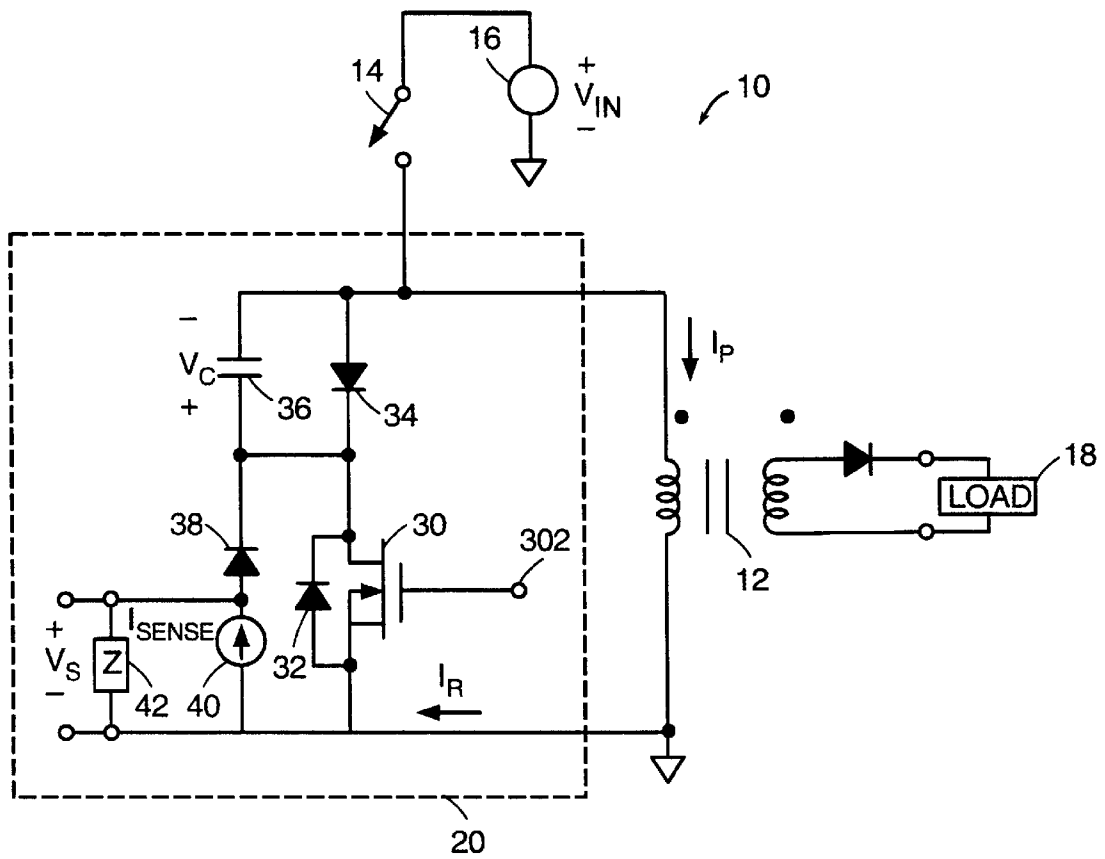 16
14
+
V_IN
−
10
−
V_C
+
36
34
I_P
18
LOAD
12
38
30
302
+
V_S
−
Z
42
I_SENSE
40
32
I_R
20